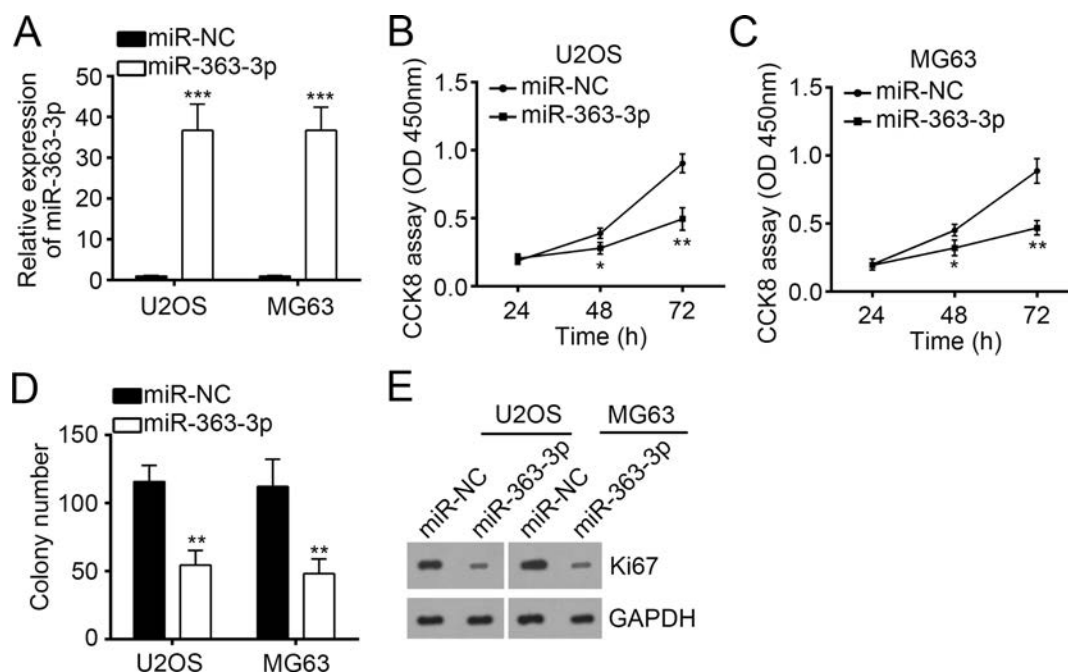 A
miR-NC
miR-363-3p
Relative expression
of miR-363-3p
50
40
30
20
10
0
***
***
U2OS
MG63
B
U2OS
miR-NC
miR-363-3p
CCK8 assay (OD 450nm)
1.5
1.0
0.5
0.0
*
**
24
48
72
Time (h)
C
MG63
miR-NC
miR-363-3p
CCK8 assay (OD 450nm)
1.5
1.0
0.5
0.0
*
**
24
48
72
Time (h)
D
miR-NC
miR-363-3p
Colony number
150
100
50
0
**
**
U2OS
MG63
E
U2OS
MG63
miR-NC
miR-363-3p
miR-NC
miR-363-3p
Ki67
GAPDH